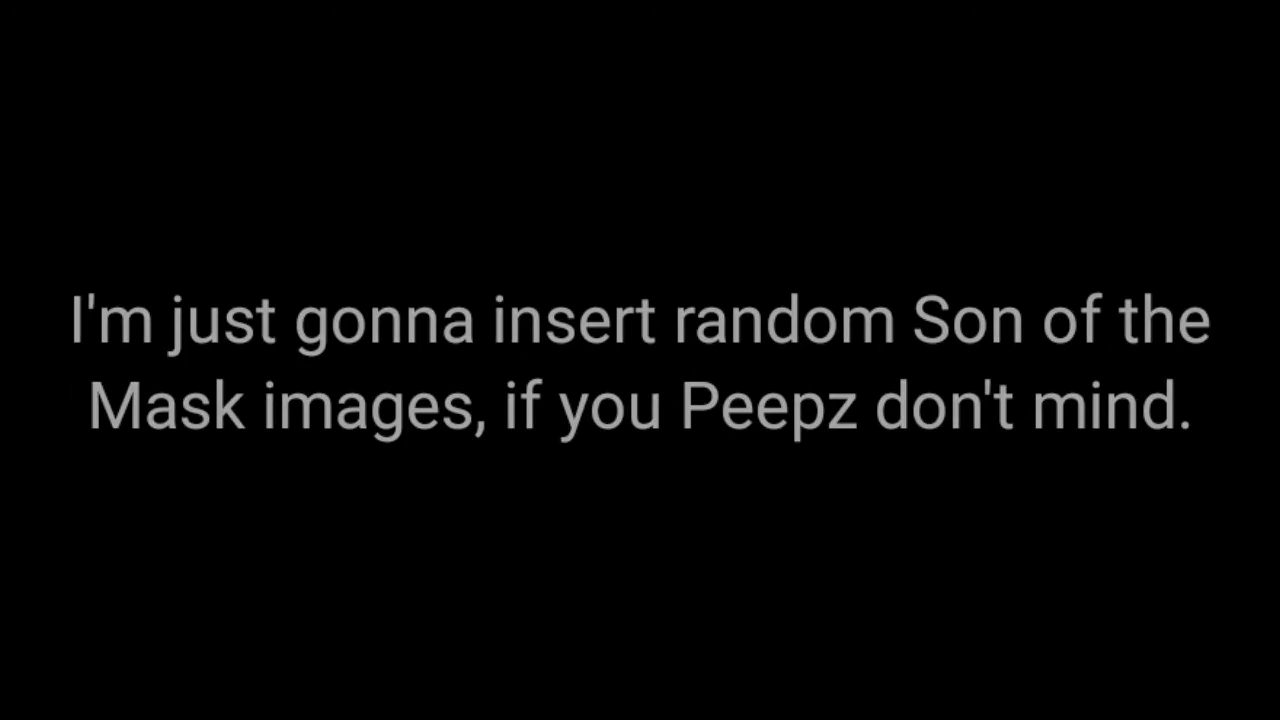 I'm just gonna insert random Son of the
Mask images, if you Peepz don't mind.